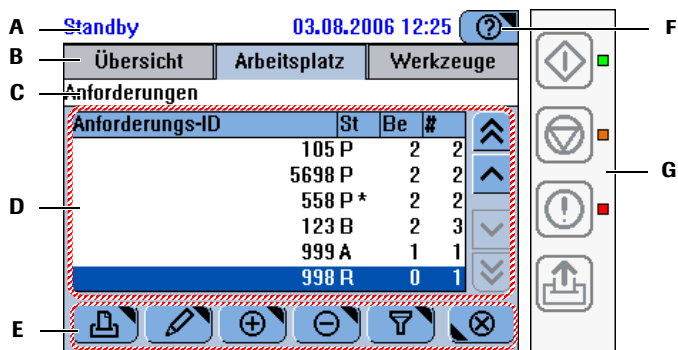 A Standby 03.08.2006 12:25 ? F
B Übersicht Arbeitsplatz Werkzeuge
C Anforderungen
Anforderungs-ID St Be #
105 P 2 2
5698 P 2 2
G
558 P * 2 2
D
123 B 2 3
999 A 1 1
998 R 0 1
E